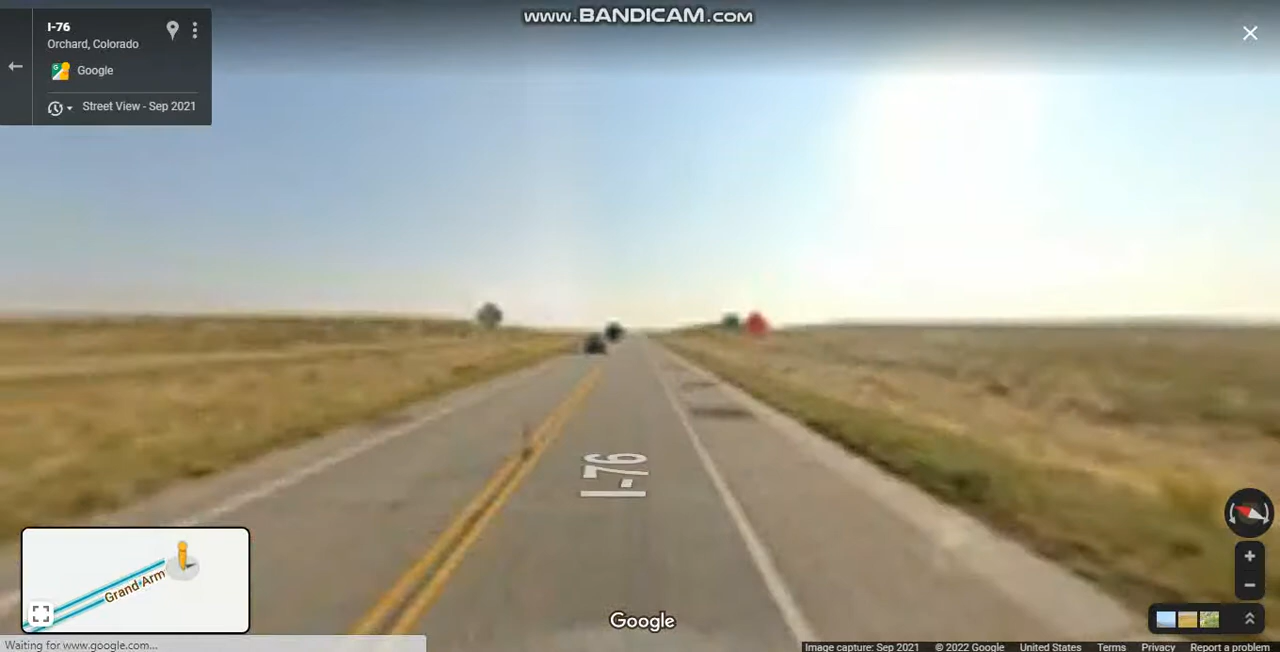 www.BANDICAM.com
I-76
Orchard, Colorado
Google
Street View - Sep 2021
I-76
Grand Arm
Google
Waiting for www.google.com...
Image capture: Sep 2021 © 2022 Google United States Terms Privacy Report a problem